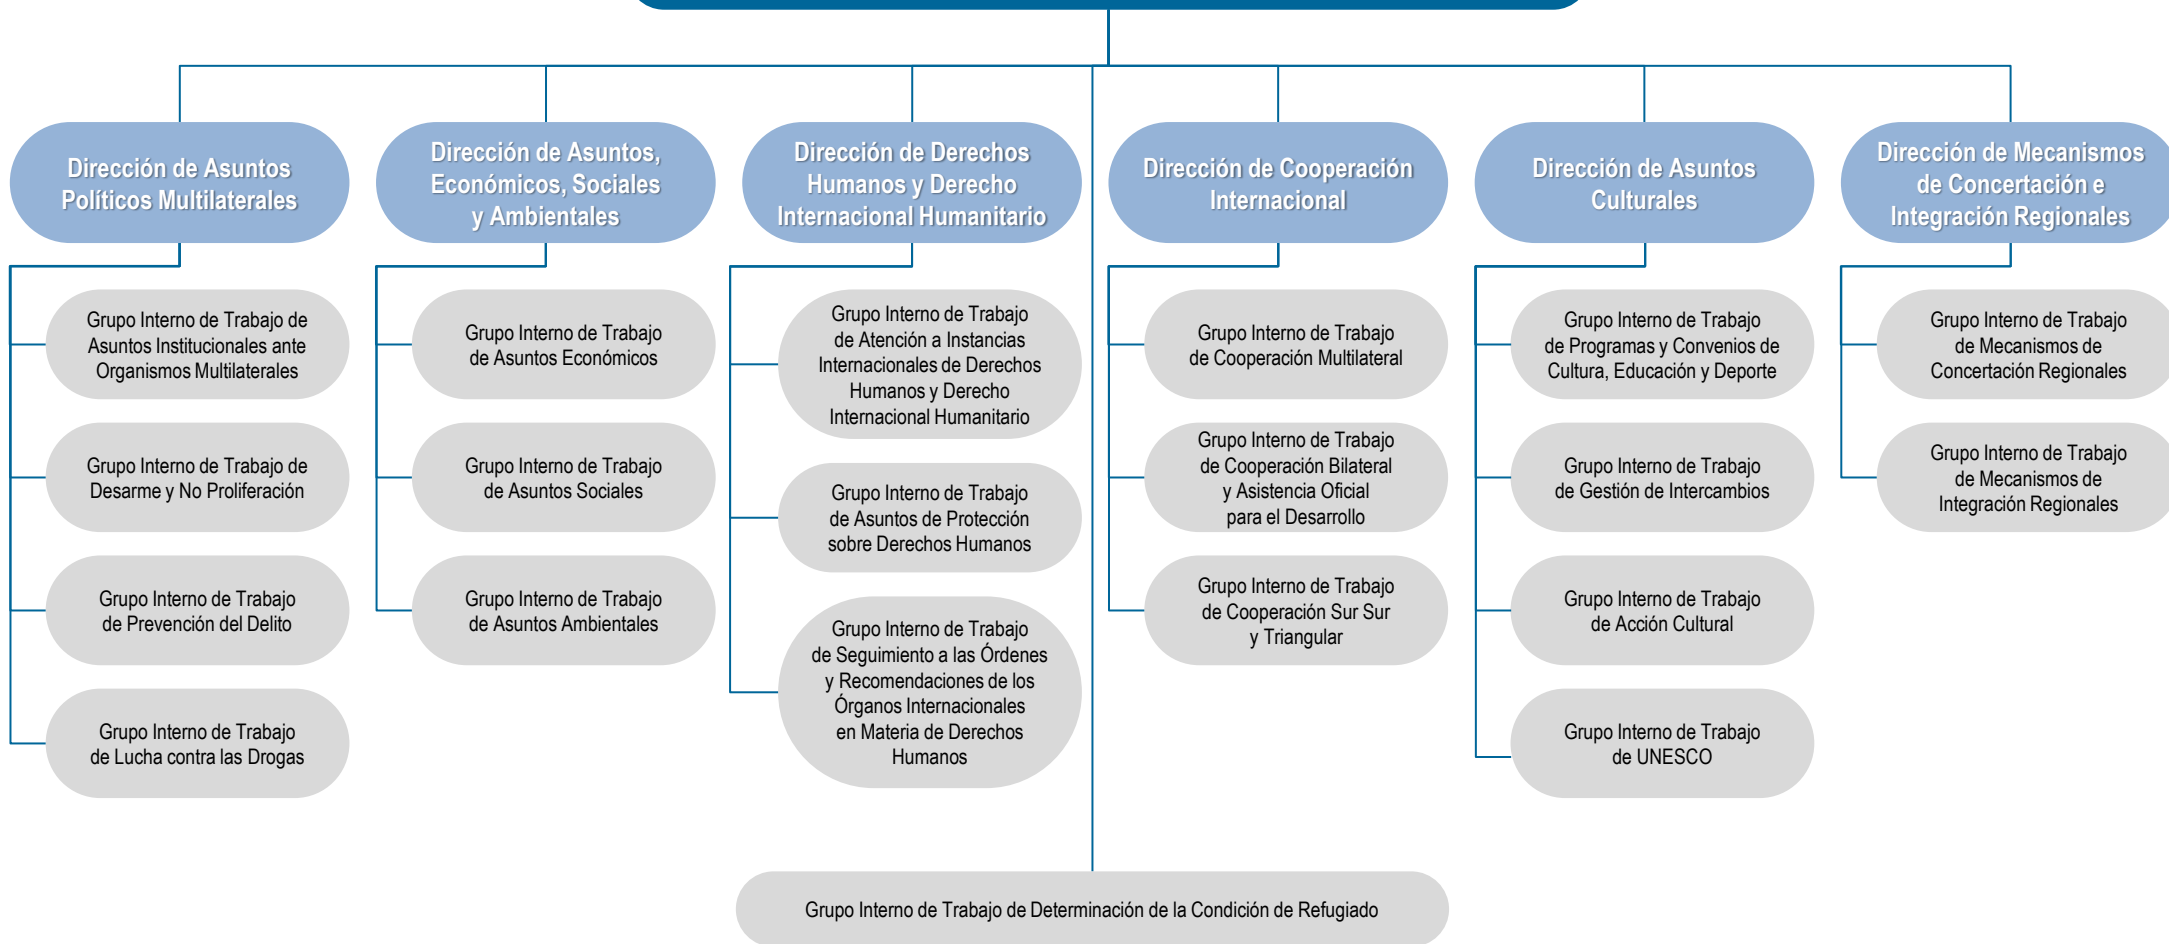 Dirección de Asuntos
Políticos Multilaterales
Grupo Interno de Trabajo de
Asuntos Institucionales ante
Organismos Multilaterales
Grupo Interno de Trabajo de
Desarme y No Proliferación
Grupo Interno de Trabajo
de Prevención del Delito
Grupo Interno de Trabajo
de Lucha contra las Drogas
Dirección de Asuntos,
Económicos, Sociales
y Ambientales
Grupo Interno de Trabajo
de Asuntos Económicos
Grupo Interno de Trabajo
de Asuntos Sociales
Grupo Interno de Trabajo
de Asuntos Ambientales
Dirección de Derechos
Humanos y Derecho
Internacional Humanitario
Grupo Interno de Trabajo
de Atención a Instancias
Internacionales de Derechos
Humanos y Derecho
Internacional Humanitario
Grupo Interno de Trabajo
de Asuntos de Protección
sobre Derechos Humanos
Grupo Interno de Trabajo
de Seguimiento a las Órdenes
y Recomendaciones de los
Órganos Internacionales
en Materia de Derechos
Humanos
Dirección de Cooperación
Internacional
Grupo Interno de Trabajo
de Cooperación Multilateral
Grupo Interno de Trabajo
de Cooperación Bilateral
y Asistencia Oficial
para el Desarrollo
Grupo Interno de Trabajo
de Cooperación Sur Sur
y Triangular
Dirección de Asuntos
Culturales
Grupo Interno de Trabajo
de Programas y Convenios de
Cultura, Educación y Deporte
Grupo Interno de Trabajo
de Gestión de Intercambios
Grupo Interno de Trabajo
de Acción Cultural
Grupo Interno de Trabajo
de UNESCO
Dirección de Mecanismos
de Concertación e
Integración Regionales
Grupo Interno de Trabajo
de Mecanismos de
Concertación Regionales
Grupo Interno de Trabajo
de Mecanismos de
Integración Regionales
Grupo Interno de Trabajo de Determinación de la Condición de Refugiado